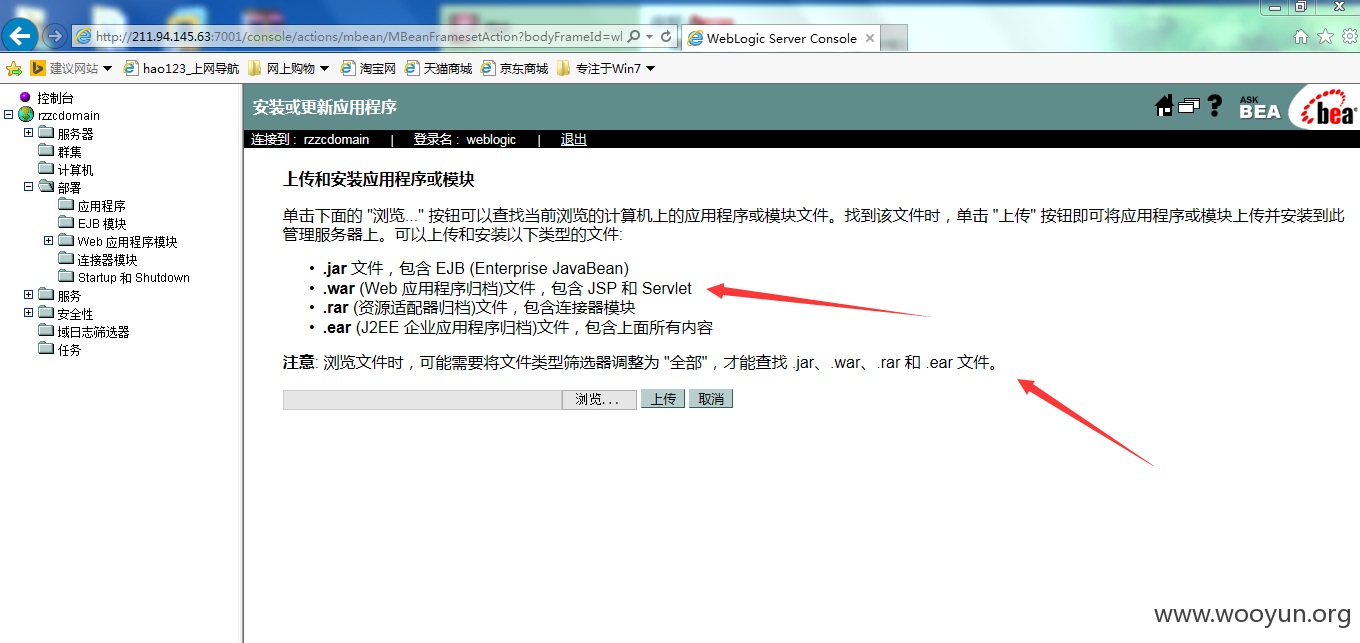 http://211.94.145.63:7001/console/actions/mbean/MBeanFramesetAction?bodyFrameId=wl
WebLogic Server Console
建议网站
hao123_上网导航
网上购物
淘宝网
天猫商城
京东商城
专注于Win7
控制台
rzzcdomain
服务器
群集
计算机
部署
应用程序
EJB 模块
Web 应用程序模块
连接器模块
Startup 和 Shutdown
服务
安全性
域日志筛选器
任务
安装或更新应用程序
ASK
BEA
bea
连接到 : rzzcdomain | 登录名 : weblogic | 退出
上传和安装应用程序或模块
单击下面的 "浏览..." 按钮可以查找当前浏览的计算机上的应用程序或模块文件。找到该文件时，单击 "上传" 按钮即可将应用程序或模块上传并安装到此
管理服务器上。可以上传和安装以下类型的文件:
• .jar 文件，包含 EJB (Enterprise JavaBean)
• .war (Web 应用程序归档)文件，包含 JSP 和 Servlet
• .rar (资源适配器归档)文件，包含连接器模块
• .ear (J2EE 企业应用程序归档)文件，包含上面所有内容
注意: 浏览文件时，可能需要将文件类型筛选器调整为 "全部"，才能查找 .jar、.war、.rar 和 .ear 文件。
浏览... 上传 取消
www.wooyun.org